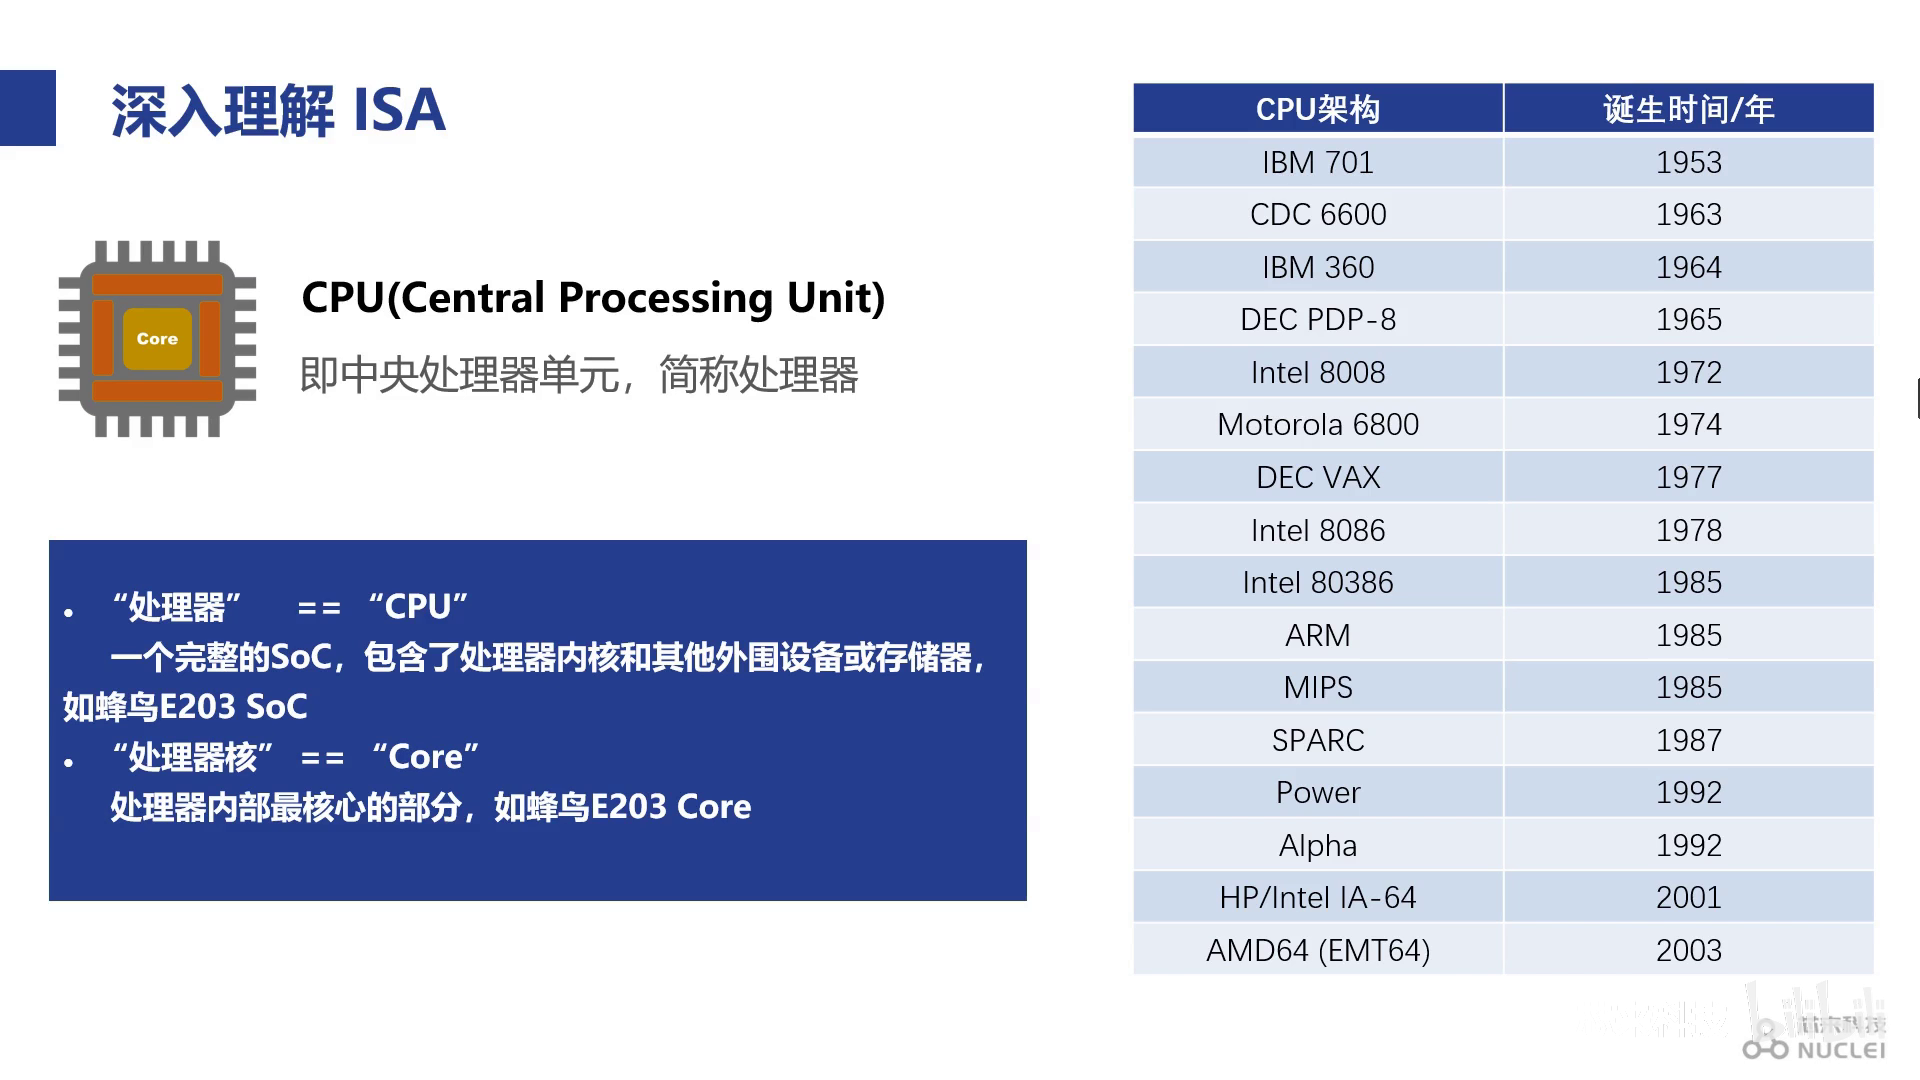 深入理解 ISA
Core
CPU(Central Processing Unit)
即中央处理器单元，简称处理器
• “处理器” == “CPU”
一个完整的SoC，包含了处理器内核和其他外围设备或存储器，
如蜂鸟E203 SoC
• “处理器核” == “Core”
处理器内部最核心的部分，如蜂鸟E203 Core
CPU架构 诞生时间/年
IBM 701 1953
CDC 6600 1963
IBM 360 1964
DEC PDP-8 1965
Intel 8008 1972
Motorola 6800 1974
DEC VAX 1977
Intel 8086 1978
Intel 80386 1985
ARM 1985
MIPS 1985
SPARC 1987
Power 1992
Alpha 1992
HP/Intel IA-64 2001
AMD64 (EMT64) 2003
bilibili
芯来科技
NUCLEI